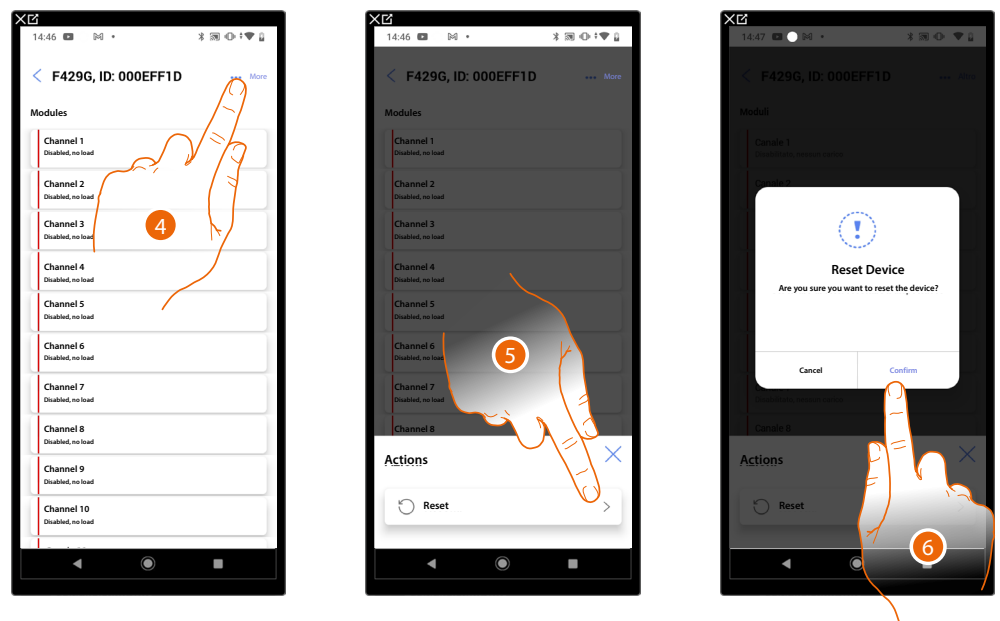 14:46
F429G, ID: 000EFF1D
More
Modules
Channel 1
Disabled, no load
Channel 2
Disabled, no load
Channel 3
Disabled, no load
Channel 4
Disabled, no load
Channel 5
Disabled, no load
Channel 6
Disabled, no load
Channel 7
Disabled, no load
Channel 8
Disabled, no load
Channel 9
Disabled, no load
Channel 10
Disabled, no load
4
14:46
F429G, ID: 000EFF1D
More
Modules
Channel 1
Disabled, no load
Channel 2
Disabled, no load
Channel 3
Disabled, no load
Channel 4
Disabled, no load
Channel 5
Disabled, no load
Channel 6
Disabled, no load
Channel 7
Disabled, no load
Channel 8
5
Actions
Reset
14:47
F429G, ID: 000EFF1D
More
Moduli
Canale 1
Canale 2
Reset Device
Are you sure you want to reset the device?
Cancel
Confirm
Canale 8
Actions
Reset
6